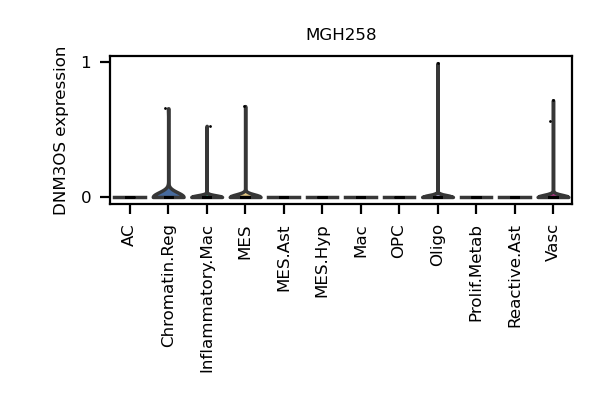 MGH258
DNM3OS expression
1
0
AC
Chromatin.Reg
Inflammatory.Mac
MES
MES.Ast
MES.Hyp
Mac
OPC
Oligo
Prolif.Metab
Reactive.Ast
Vasc